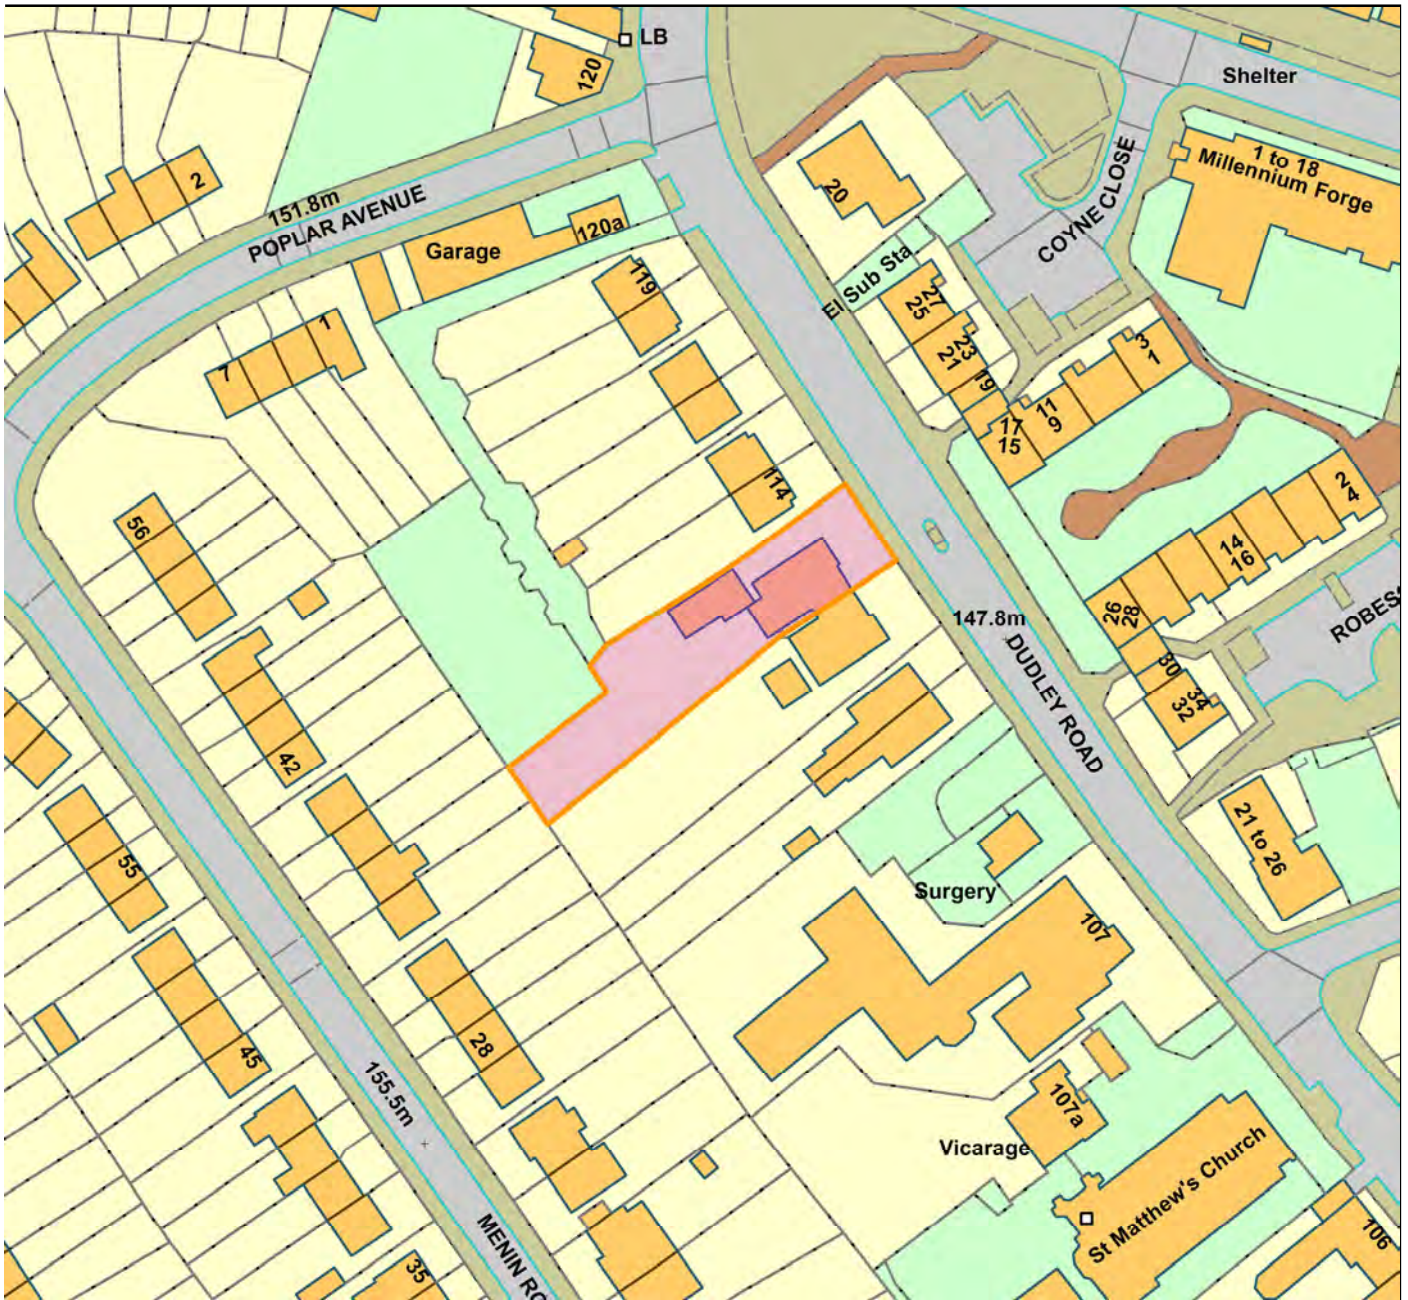 LB
120
Shelter
1 to 18
Millennium Forge
2
151.8m
POPLAR AVENUE
20
COYNE CLOSE
120a
Garage
El Sub Sta
119
27
25
1
7
23
21
3
1
19
11
9
17
15
114
2
4
56
14
16
26
28
147.8m
ROBES
DUDLEY ROAD
30
34
32
42
21 to 26
55
Surgery
107
28
45
155.5m
107a
Vicarage
St Matthew's Church
MENIN RO
106
35